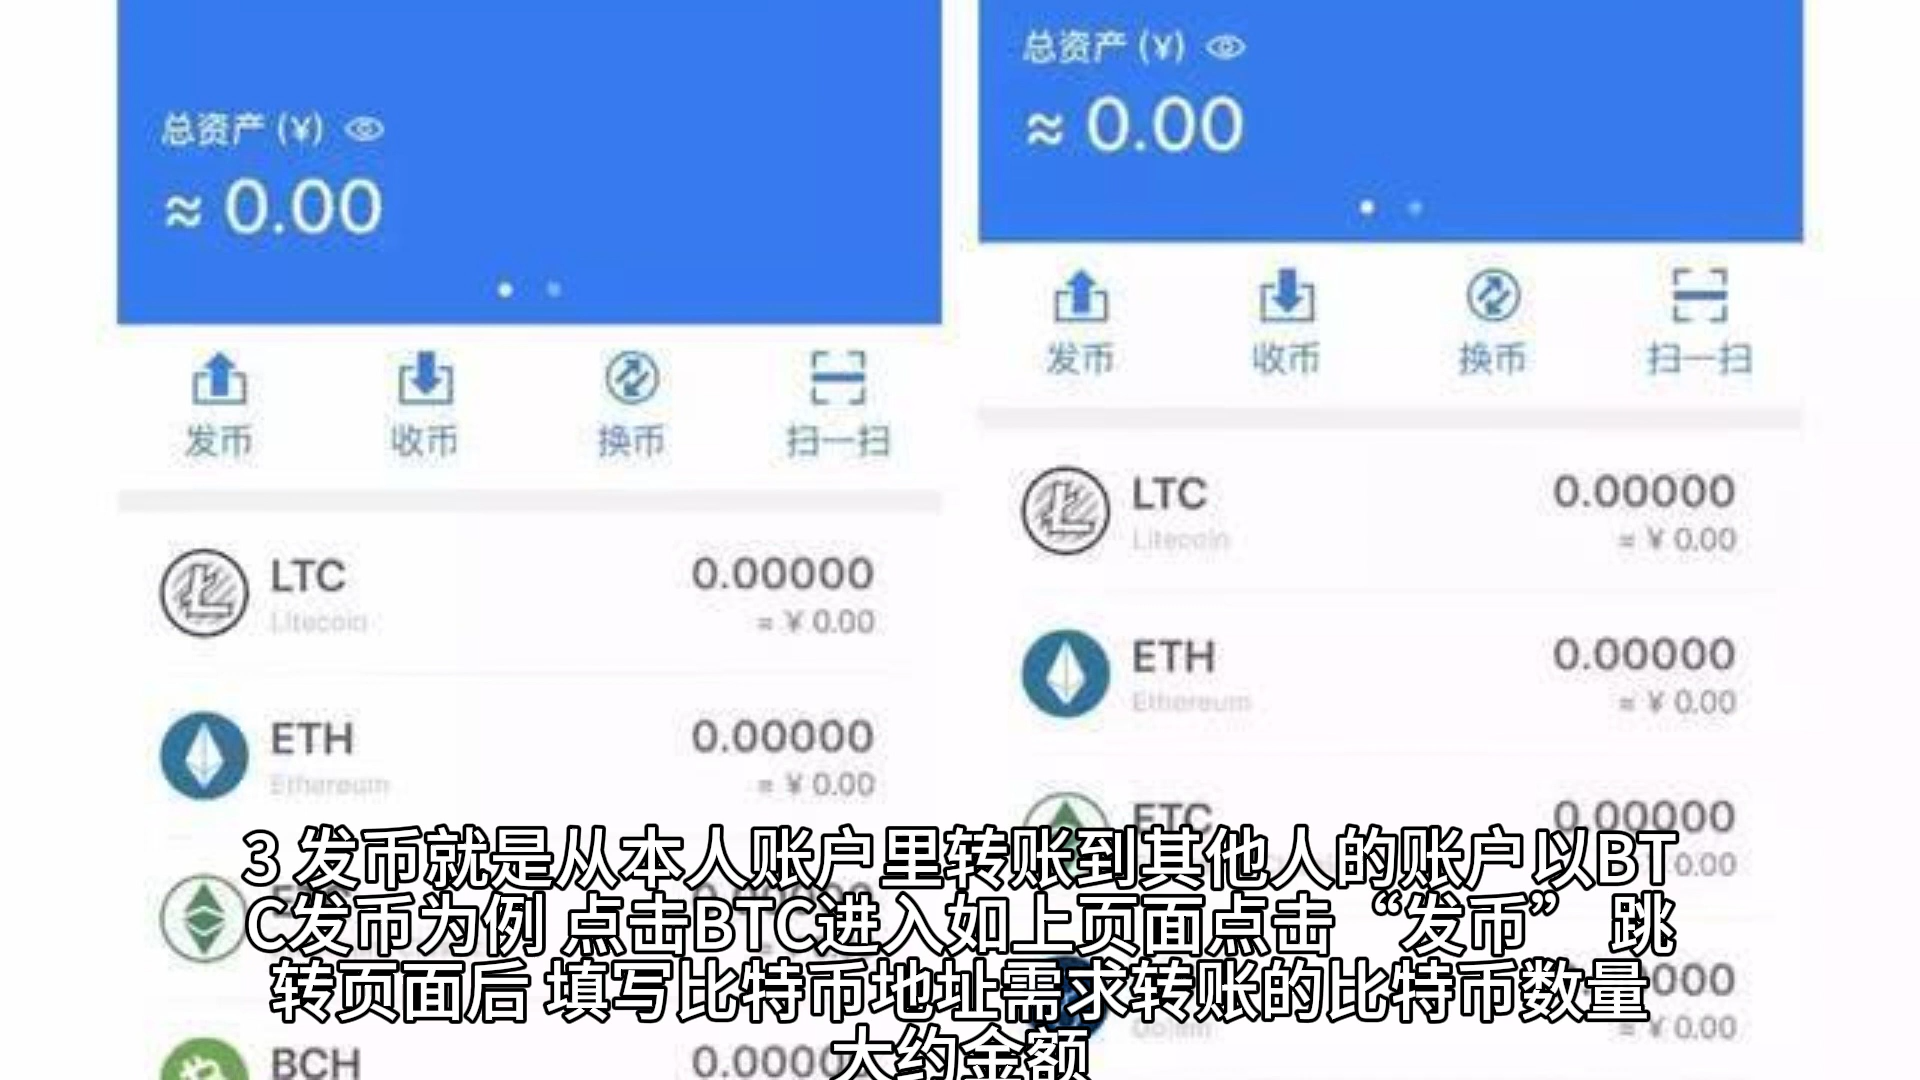 总资产 (¥)
≈ 0.00
发币 收币 换币 扫一扫
LTC 0.00000
Litecoin ≈ ¥ 0.00
ETH 0.00000
Ethereum ≈ ¥ 0.00
BCH
总资产 (¥)
≈ 0.00
发币 收币 换币 扫一扫
LTC 0.00000
Litecoin ≈ ¥ 0.00
ETH 0.00000
Ethereum ≈ ¥ 0.00
ETC 0.00000
3 发币就是从本人账户里转账到其他人的账户以BT
C发币为例 点击BTC进入如上页面点击“发币” 跳
转页面后 填写比特币地址需求转账的比特币数量
大约金额